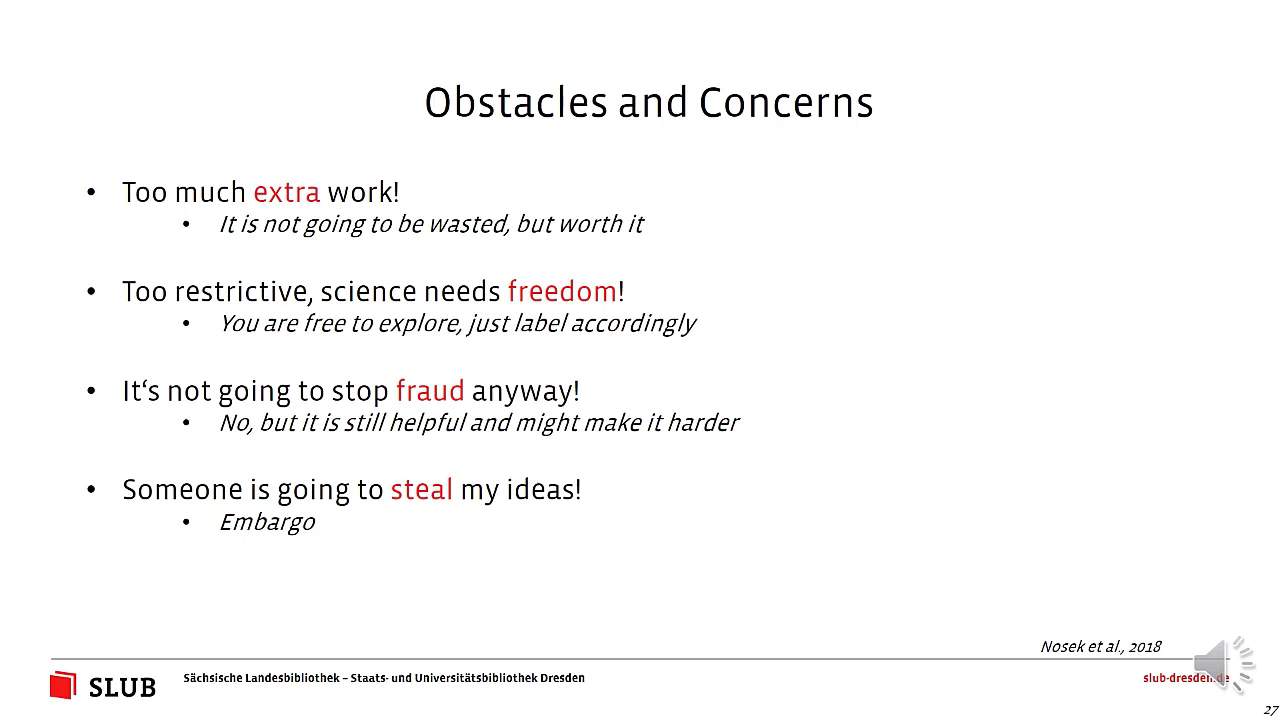 Obstacles and Concerns
• Too much extra work!
• It is not going to be wasted, but worth it
• Too restrictive, science needs freedom!
• You are free to explore, just label accordingly
• It‘s not going to stop fraud anyway!
• No, but it is still helpful and might make it harder
• Someone is going to steal my ideas!
• Embargo
Nosek et al., 2018
SLUB
Sächsische Landesbibliothek – Staats- und Universitätsbibliothek Dresden
slub-dresden.de
27